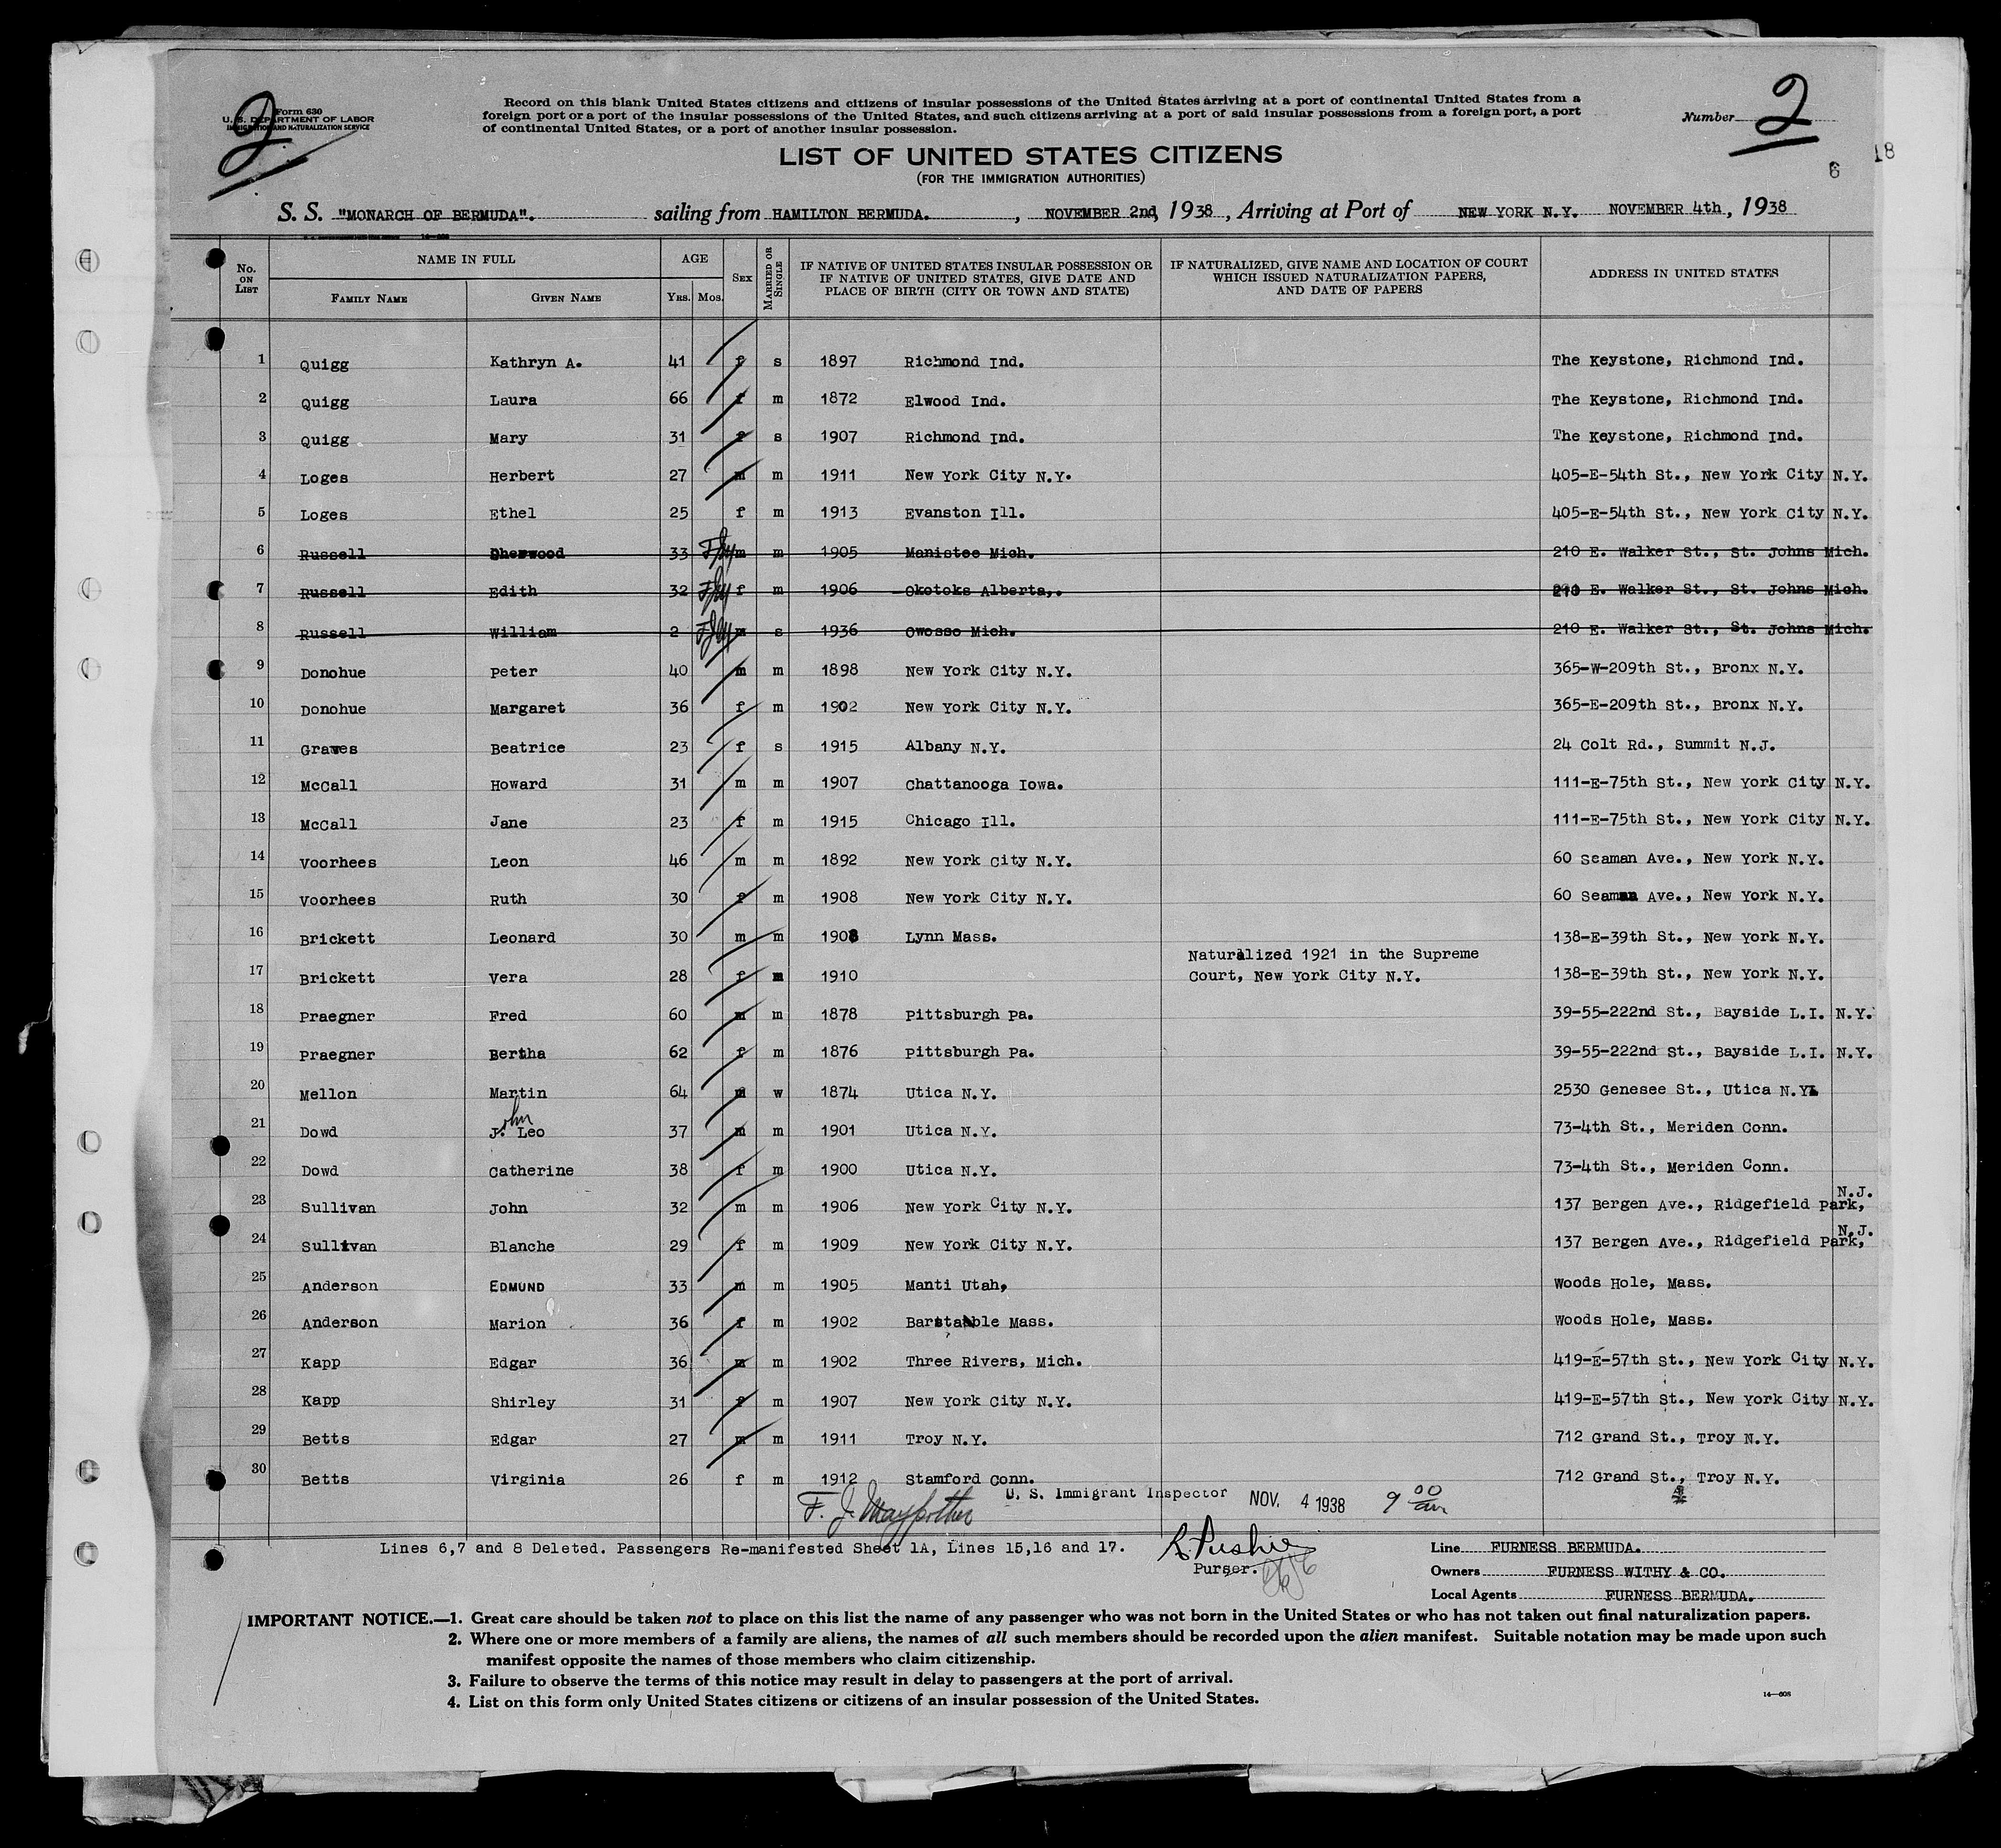 2
Form 630
U. S. DEPARTMENT OF LABOR
IMMIGRATION AND NATURALIZATION SERVICE
Record on this blank United States citizens and citizens of insular possessions of the United States arriving at a port of continental United States from a
foreign port or a port of the insular possessions of the United States, and such citizens arriving at a port of said insular possessions from a foreign port, a port
of continental United States, or a port of another insular possession.
Number 2
LIST OF UNITED STATES CITIZENS
(FOR THE IMMIGRATION AUTHORITIES)
6
18
S. S. "MONARCH OF BERMUDA". sailing from HAMILTON BERMUDA. , NOVEMBER 2nd, 1938, Arriving at Port of NEW YORK N.Y. NOVEMBER 4th, 1938
No. ON LIST
NAME IN FULL
FAMILY NAME GIVEN NAME
AGE
YRS. MOS.
SEX
MARRIED OR SINGLE
IF NATIVE OF UNITED STATES INSULAR POSSESSION OR
IF NATIVE OF UNITED STATES, GIVE DATE AND
PLACE OF BIRTH (CITY OR TOWN AND STATE)
IF NATURALIZED, GIVE NAME AND LOCATION OF COURT
WHICH ISSUED NATURALIZATION PAPERS,
AND DATE OF PAPERS
ADDRESS IN UNITED STATES
1 Quigg Kathryn A. 41 f s 1897 Richmond Ind. The Keystone, Richmond Ind.
2 Quigg Laura 66 f m 1872 Elwood Ind. The Keystone, Richmond Ind.
3 Quigg Mary 31 f s 1907 Richmond Ind. The Keystone, Richmond Ind.
4 Loges Herbert 27 m m 1911 New York City N.Y. 405-E-54th St., New York City N.Y.
5 Loges Ethel 25 f m 1913 Evanston Ill. 405-E-54th St., New York City N.Y.
6 Russell Sherwood 33 FJM m m 1905 Manistee Mich. 210 E. Walker St., St. Johns Mich.
7 Russell Edith 32 FJM f m 1906 Okotoks Alberta,. 210 E. Walker St., St. Johns Mich.
8 Russell William 2 FJM m s 1936 Owosso Mich. 210 E. Walker St., St. Johns Mich.
9 Donohue Peter 40 m m 1898 New York City N.Y. 365-W-209th St., Bronx N.Y.
10 Donohue Margaret 36 f m 1902 New York City N.Y. 365-E-209th St., Bronx N.Y.
11 Graves Beatrice 23 f s 1915 Albany N.Y. 24 Colt Rd., Summit N.J.
12 McCall Howard 31 m m 1907 Chattanooga Iowa. 111-E-75th St., New York City N.Y.
13 McCall Jane 23 f m 1915 Chicago Ill. 111-E-75th St., New York City N.Y.
14 Voorhees Leon 46 m m 1892 New York City N.Y. 60 Seaman Ave., New York N.Y.
15 Voorhees Ruth 30 f m 1908 New York City N.Y. 60 Seaman Ave., New York N.Y.
16 Brickett Leonard 30 m m 1908 Lynn Mass. 138-E-39th St., New York N.Y.
Naturalized 1921 in the Supreme
17 Brickett Vera 28 f m 1910 Court, New York City N.Y. 138-E-39th St., New York N.Y.
18 Praegner Fred 60 m m 1878 Pittsburgh Pa. 39-55-222nd St., Bayside L.I. N.Y.
19 Praegner Bertha 62 f m 1876 Pittsburgh Pa. 39-55-222nd St., Bayside L.I. N.Y.
20 Mellon Martin 64 m w 1874 Utica N.Y. 2530 Genesee St., Utica N.Y.
ohn
21 Dowd J. Leo 37 m m 1901 Utica N.Y. 73-4th St., Meriden Conn.
22 Dowd Catherine 38 f m 1900 Utica N.Y. 73-4th St., Meriden Conn.
N.J.
23 Sullivan John 32 m m 1906 New York City N.Y. 137 Bergen Ave., Ridgefield Park,
N.J.
24 Sullivan Blanche 29 f m 1909 New York City N.Y. 137 Bergen Ave., Ridgefield Park,
25 Anderson EDMUND 33 m m 1905 Manti Utah, Woods Hole, Mass.
26 Anderson Marion 36 f m 1902 Barstable Mass. Woods Hole, Mass.
27 Kapp Edgar 36 m m 1902 Three Rivers, Mich. 419-E-57th St., New York City N.Y.
28 Kapp Shirley 31 f m 1907 New York City N.Y. 419-E-57th St., New York City N.Y.
29 Betts Edgar 27 m m 1911 Troy N.Y. 712 Grand St., Troy N.Y.
30 Betts Virginia 26 f m 1912 Stamford Conn. 712 Grand St., Troy N.Y.
F. J. Maypother U. S. Immigrant Inspector NOV. 4 1938 9 00 am
Lines 6,7 and 8 Deleted. Passengers Re-manifested Sheet 1A, Lines 15,16 and 17.
Purser.
Line FURNESS BERMUDA.
Owners FURNESS WITHY & CO.
Local Agents FURNESS BERMUDA.
IMPORTANT NOTICE.—1. Great care should be taken not to place on this list the name of any passenger who was not born in the United States or who has not taken out final naturalization papers.
2. Where one or more members of a family are aliens, the names of all such members should be recorded upon the alien manifest. Suitable notation may be made upon such
manifest opposite the names of those members who claim citizenship.
3. Failure to observe the terms of this notice may result in delay to passengers at the port of arrival.
4. List on this form only United States citizens or citizens of an insular possession of the United States.
14—608